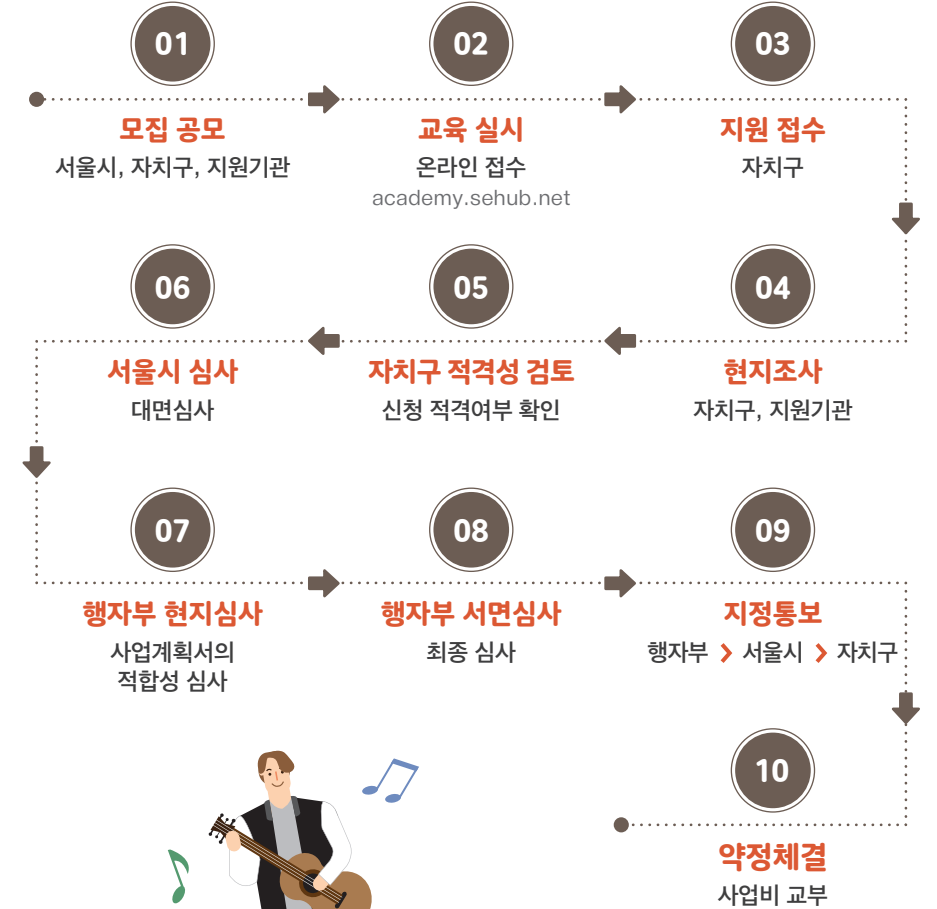 01
모집 공모
서울시, 자치구, 지원기관
02
교육 실시
온라인 접수
academy.sehub.net
03
지원 접수
자치구
04
현지조사
자치구, 지원기관
05
자치구 적격성 검토
신청 적격여부 확인
06
서울시 심사
대면심사
07
행자부 현지심사
사업계획서의
적합성 심사
08
행자부 서면심사
최종 심사
09
지정통보
행자부 > 서울시 > 자치구
10
약정체결
사업비 교부